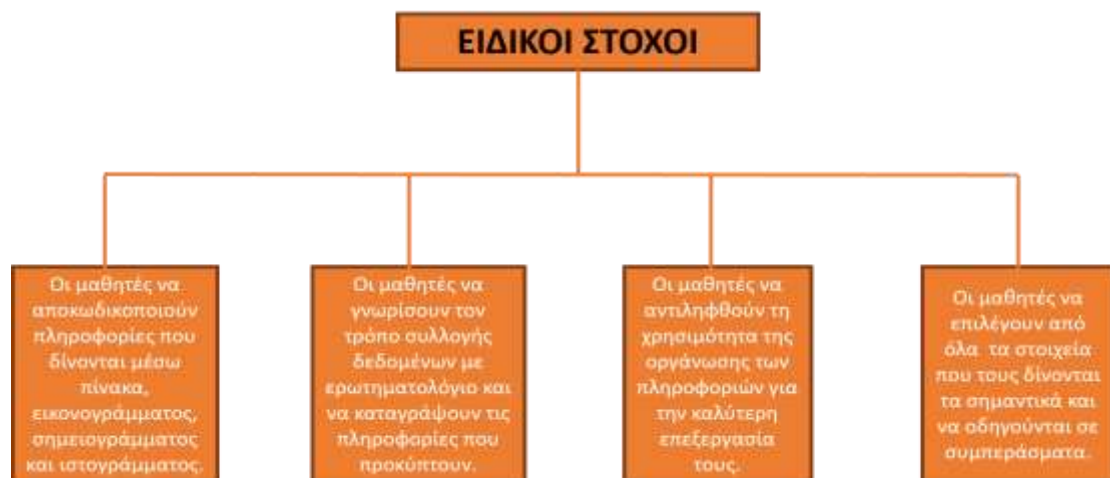 ΕΙΔΙΚΟΙ ΣΤΟΧΟΙ
Οι μαθητές να
αποκωδικοποιούν
πληροφορίες που
δίνονται μέσω
πίνακα,
εικονογράμματος,
σημειογράμματος
και ιστογράμματος.
Οι μαθητές να
γνωρίσουν τον
τρόπο συλλογής
δεδομένων με
ερωτηματολόγιο και
να καταγράψουν τις
πληροφορίες που
προκύπτουν.
Οι μαθητές να
αντιληφθούν τη
χρησιμότητα της
οργάνωσης των
πληροφοριών για
την καλύτερη
επεξεργασία
τους.
Οι μαθητές να
επιλέγουν από
όλα τα στοιχεία
που τους δίνονται
τα σημαντικά και
να οδηγούνται σε
συμπεράσματα.